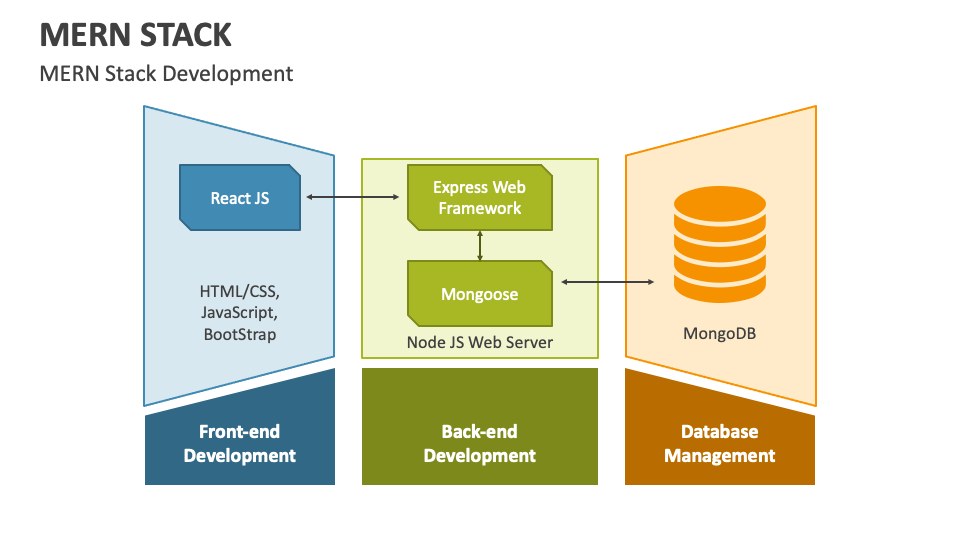 MERN STACK
MERN Stack Development
React JS
HTML/CSS,
JavaScript,
BootStrap
Front-end
Development
Express Web
Framework
Mongoose
Node JS Web Server
Back-end
Development
MongoDB
Database
Management